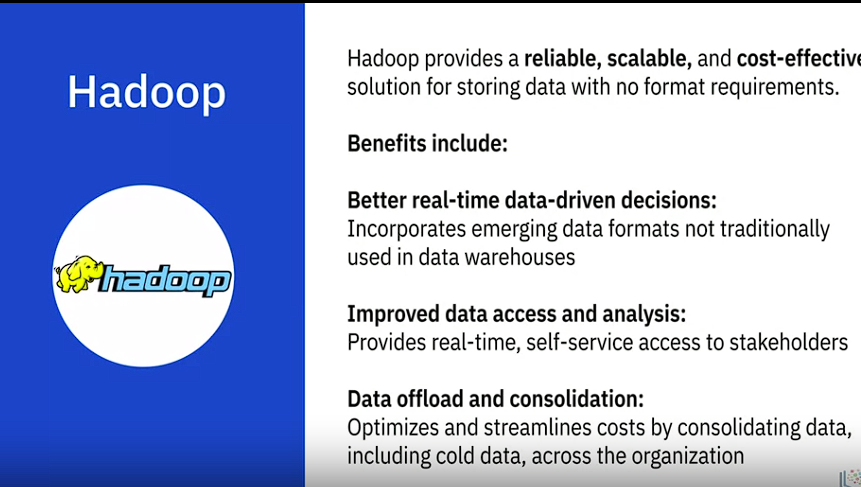 Hadoop
hadoop
Hadoop provides a reliable, scalable, and cost-effective
solution for storing data with no format requirements.
Benefits include:
Better real-time data-driven decisions:
Incorporates emerging data formats not traditionally
used in data warehouses
Improved data access and analysis:
Provides real-time, self-service access to stakeholders
Data offload and consolidation:
Optimizes and streamlines costs by consolidating data,
including cold data, across the organization